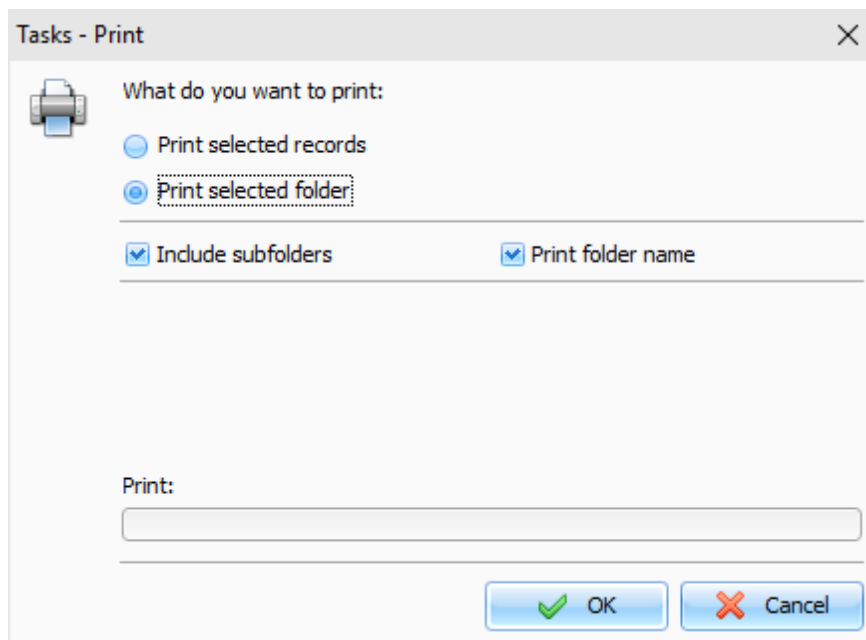 Tasks - Print
What do you want to print:
Print selected records
Print selected folder
Include subfolders Print folder name
Print:
OK Cancel